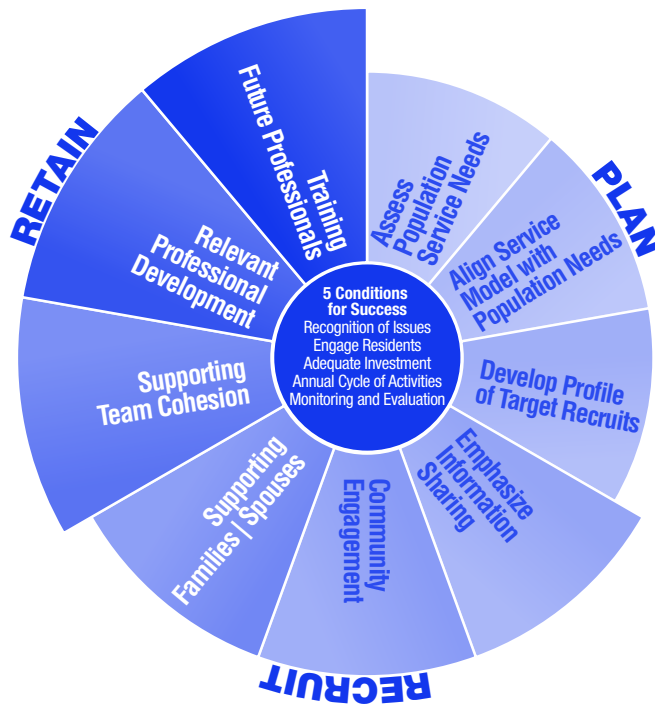 PLAN
Assess
Population
Service Needs
Align Service
Model with
Population Needs
Develop Profile
of Target Recruits
RECRUIT
Emphasize
Information
Sharing
Community
Engagement
Supporting
Families | Spouses
RETAIN
Supporting
Team Cohesion
Relevant
Professional
Development
Training
Future Professionals
5 Conditions
for Success
Recognition of Issues
Engage Residents
Adequate Investment
Annual Cycle of Activities
Monitoring and Evaluation